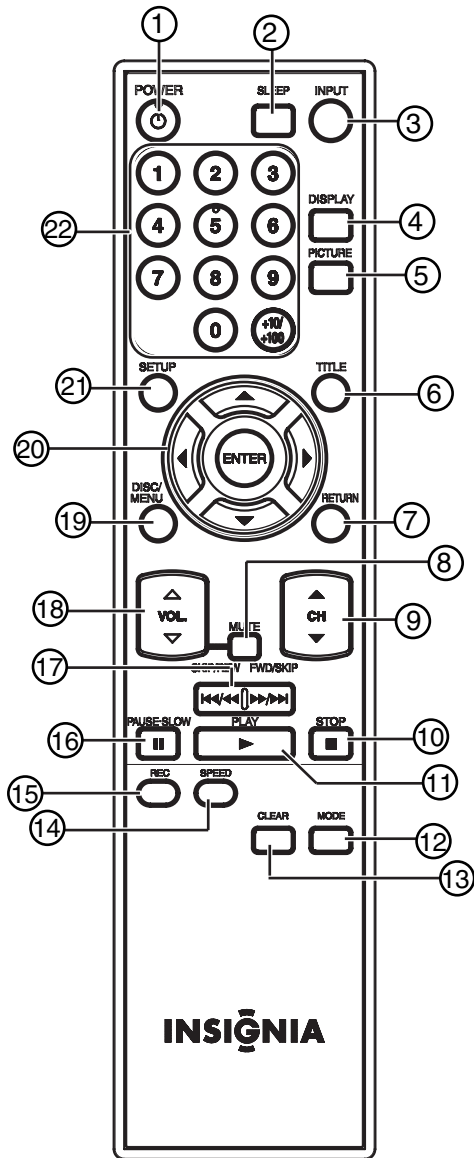 ① ②
POWER SLEEP INPUT
③
1 2 3
DISPLAY
④
㉒ 4 5 6
PICTURE
⑤
7 8 9
0 +10/
+100
SETUP TITLE
㉑ ⑥
⑳ ENTER
DISC/
MENU RETURN
⑲ ⑦
⑧
⑱ VOL. CH ⑨
MUTE
⑰ SKIP/REW FWD/SKIP
PAUSE·SLOW PLAY STOP
⑯ ⑩
⑪
REC SPEED
⑮
⑭ CLEAR MODE
⑫
⑬
INSIGNIA